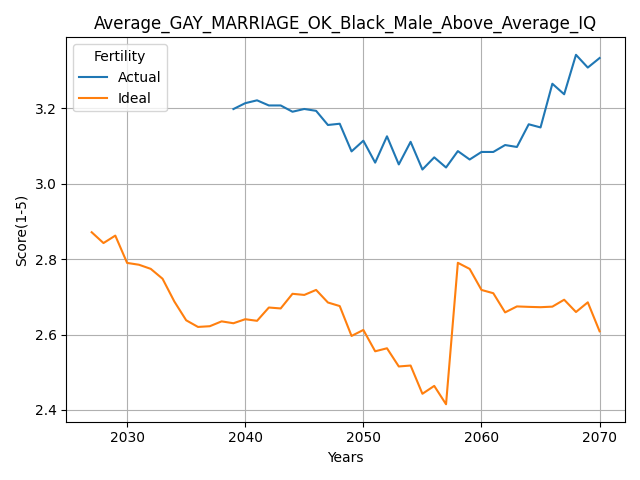 Average_GAY_MARRIAGE_OK_Black_Male_Above_Average_IQ
Fertility
Actual
Ideal
Score(1-5)
3.2
3.0
2.8
2.6
2.4
2030 2040 2050 2060 2070
Years